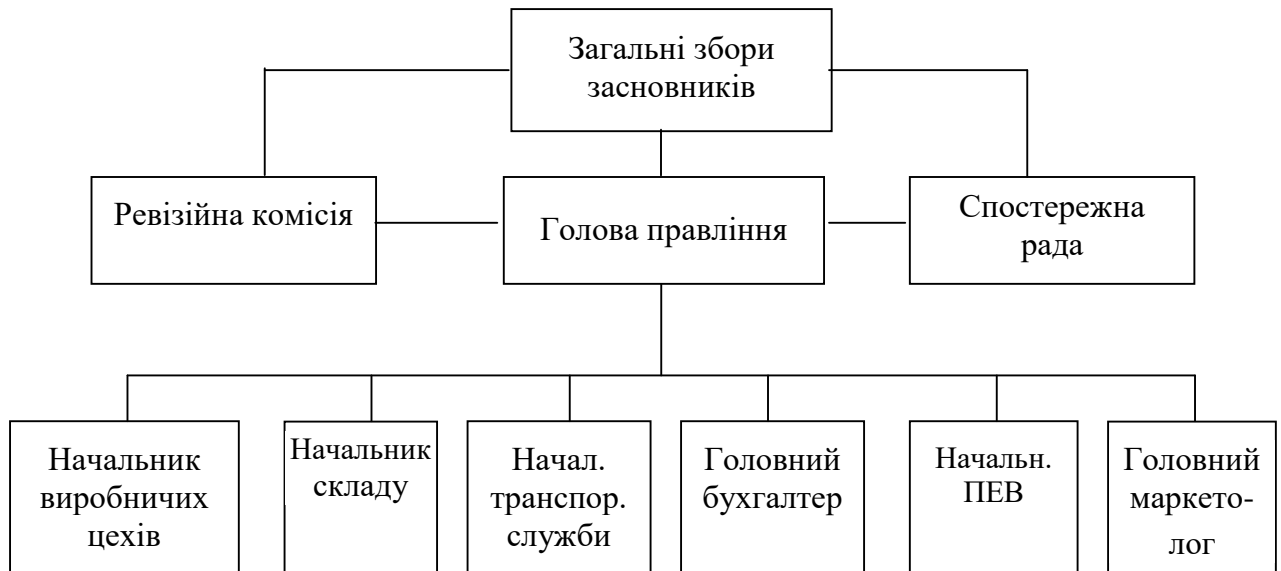 Загальні збори
засновників
Ревізійна комісія
Голова правління
Спостережна
рада
Начальник
виробничих
цехів
Начальник
складу
Начал.
транспор.
служби
Головний
бухгалтер
Начальн.
ПЕВ
Головний
маркето-
лог